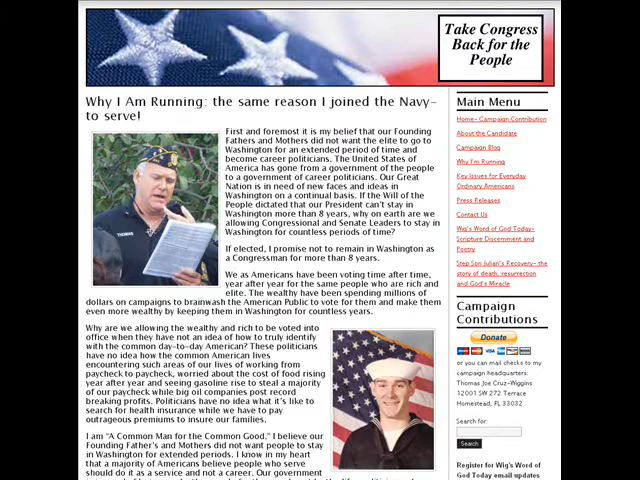 Take Congress
Back for the
People
Why I Am Running: the same reason I joined the Navy–
to serve!
First and foremost it is my belief that our Founding
Fathers and Mothers did not want the elite to go to
Washington for an extended period of time and
become career politicians. The United States of
America has gone from a government of the people
to a government of career politicians. Our Great
Nation is in need of new faces and ideas in
Washington on a continual basis. If the Will of the
People dictated that our President can't stay in
Washington more than 8 years, why on earth are we
allowing Congressional and Senate Leaders to stay in
Washington for countless periods of time?
THOMAS
If elected, I promise not to remain in Washington as
a Congressman for more than 8 years.
We as Americans have been voting time after time,
year after year for the same people who are rich and
elite. The wealthy have been spending millions of
dollars on campaigns to brainwash the American Public to vote for them and make them
even more wealthy by keeping them in Washington for countless years.
Why are we allowing the wealthy and rich to be voted into
office when they have not an idea of how to truly identify
with the common day-to-day American? These politicians
have no idea how the common American lives
encountering such areas of our lives of working from
paycheck to paycheck, worried about the cost of food rising
year after year and seeing gasoline rise to steal a majority
of our paycheck while big oil companies post record
breaking profits. Politicians have no idea what it's like to
search for health insurance while we have to pay
outrageous premiums to insure our families.
I am "A Common Man for the Common Good." I believe our
Founding Father's and Mothers did not want people to stay
in Washington for extended periods. I know in my heart
that a majority of Americans believe people who serve
should do it as a service and not a career. Our government
Main Menu
Home- Campaign Contribution
About the Candidate
Campaign Blog
Why I'm Running
Key Issues for Everyday
Ordinary Americans
Press Releases
Contact Us
Wig's Word of God Today-
Scripture Discernment and
Poetry
Step Son Julian's Recovery- the
story of death, resurrection,
and God's Miracle
Campaign
Contributions
Donate
VISA
or you can mail checks to my
campaign headquarters:
Thomas Joe Cruz-Wiggins
12001 SW 272 Terrace
Homestead, FL 33032
Search for:
Search
Register for Wig's Word of
God Today email updates